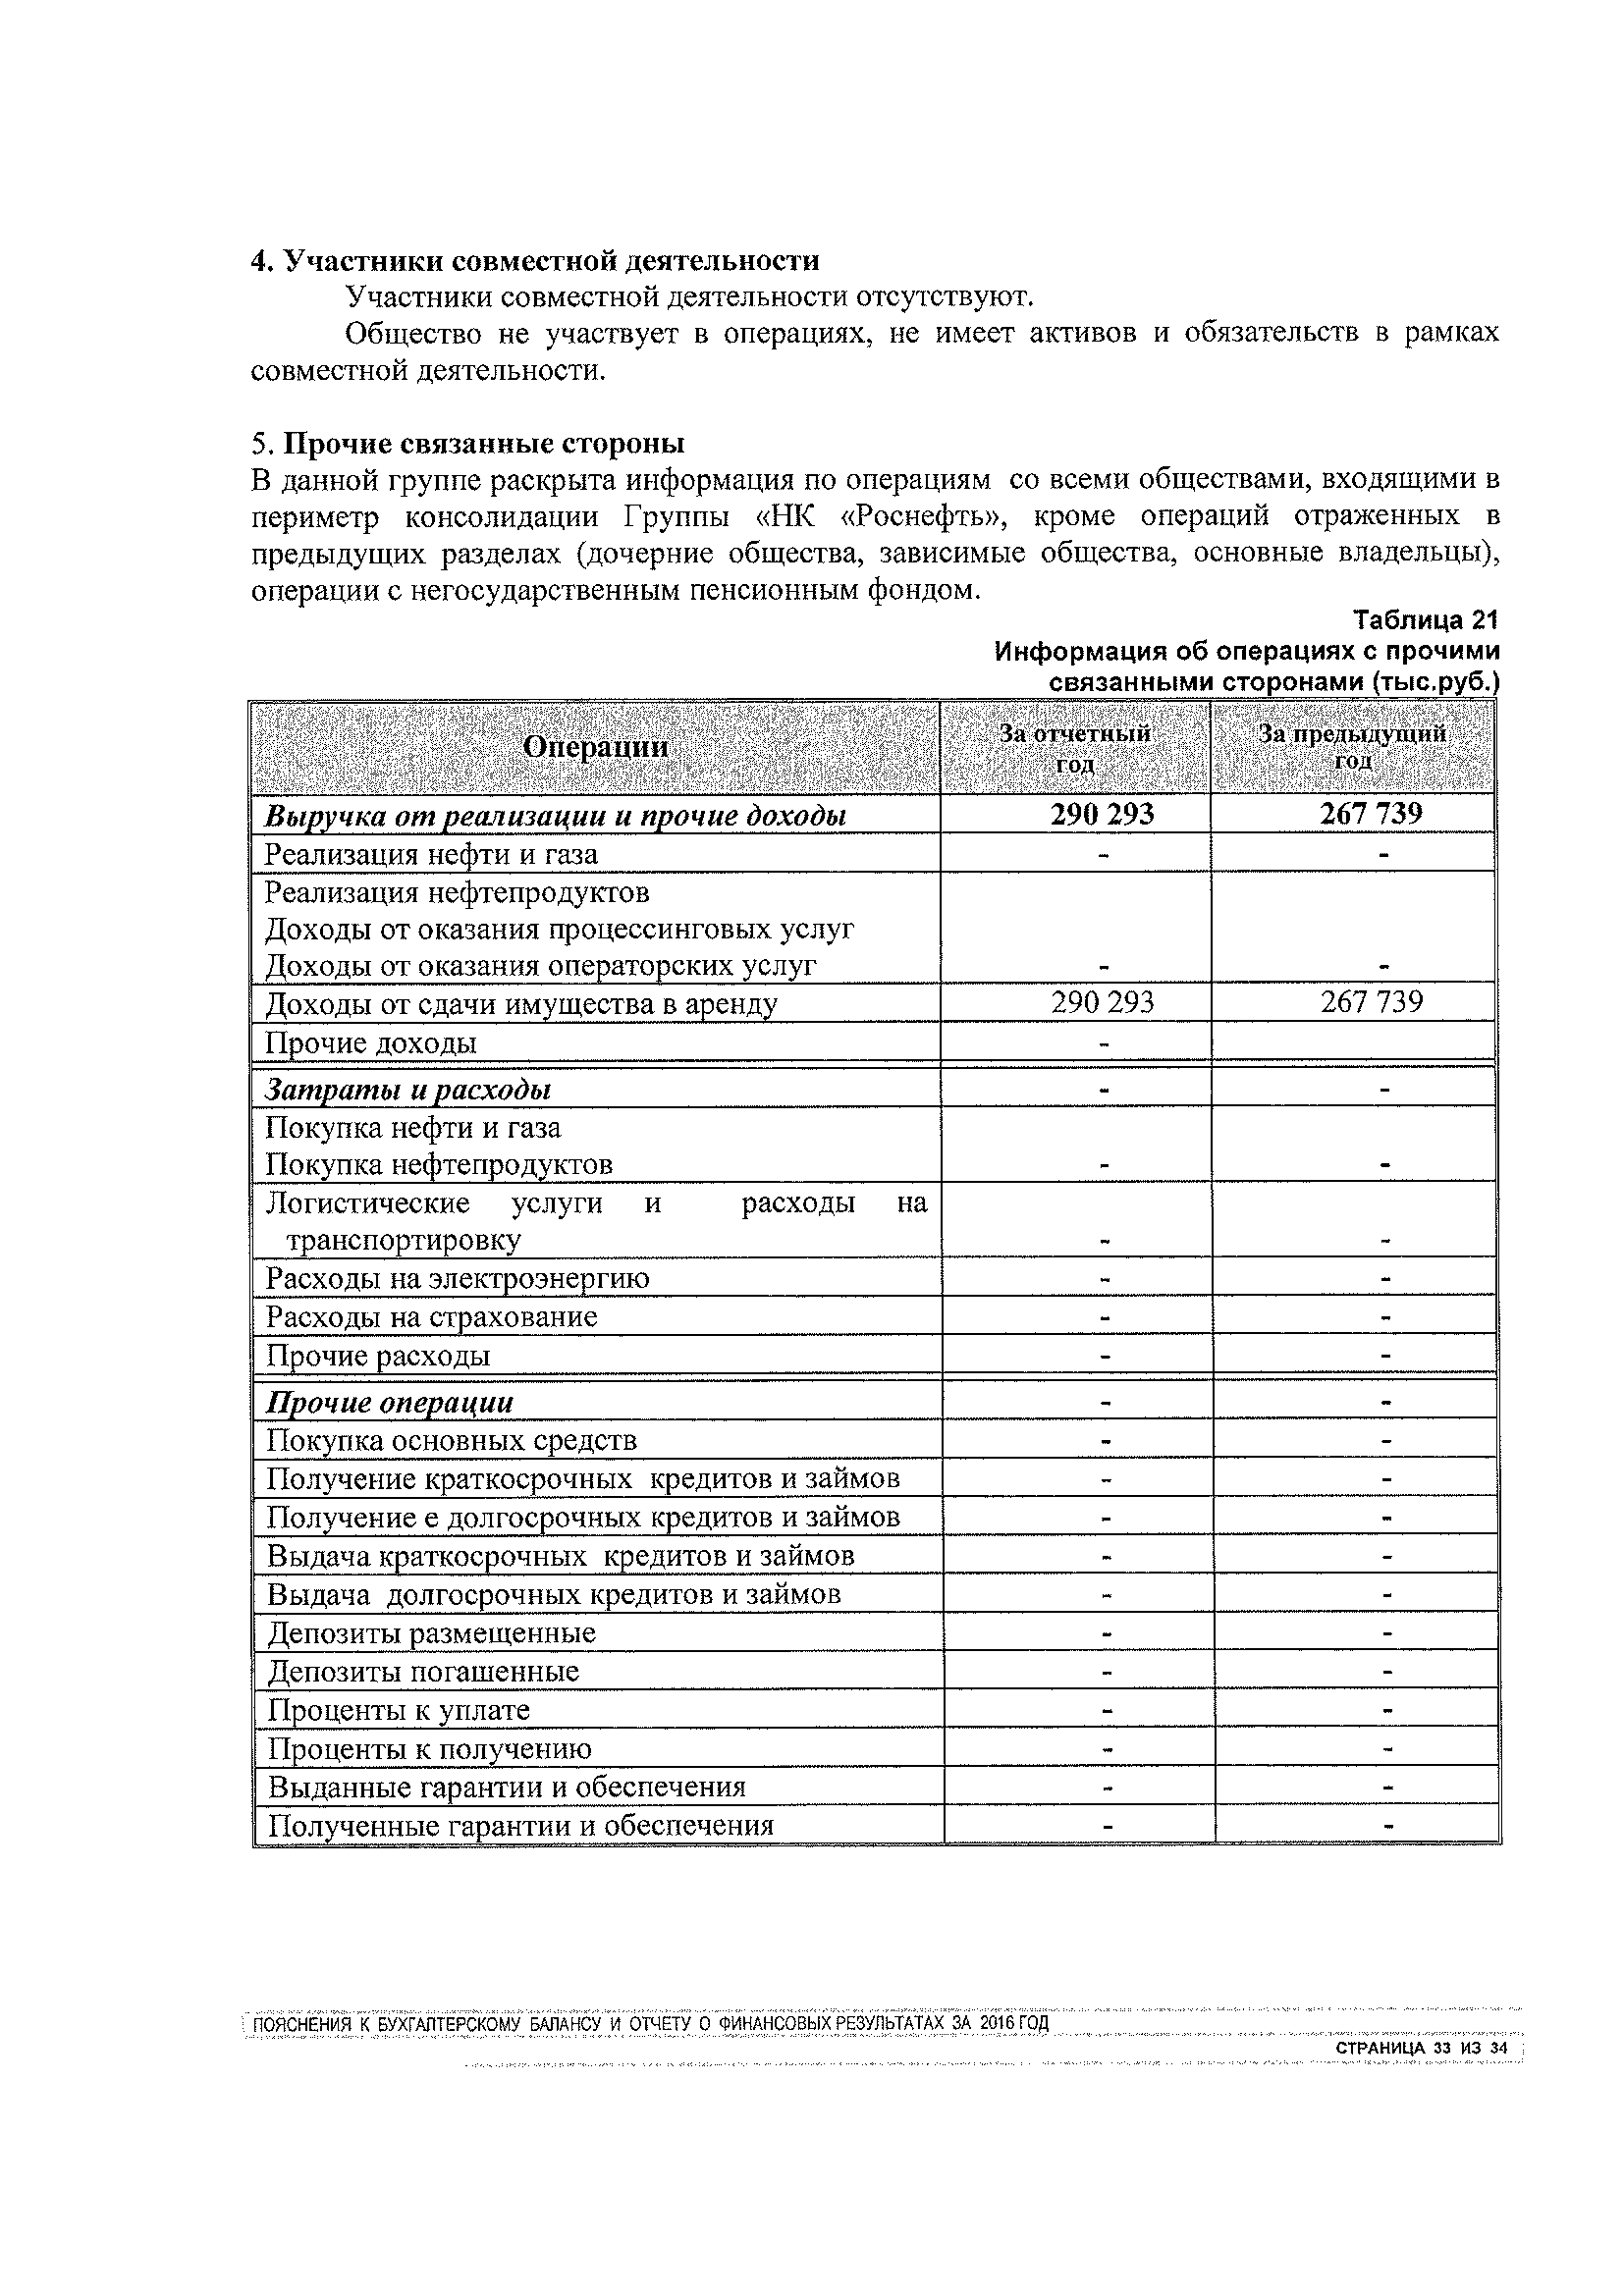 4. Участники совместной деятельности
Участники совместной деятельности отсутствуют.
Общество не участвует в операциях, не имеет активов и обязательств в рамках
совместной деятельности.
5. Прочие связанные стороны
В данной группе раскрыта информация по операциям со всеми обществами, входящими в
периметр консолидации Группы «НК «Роснефть», кроме операций отраженных в
предыдущих разделах (дочерние общества, зависимые общества, основные владельцы),
операции с негосударственным пенсионным фондом.
Таблица 21
Информация об операциях с прочими
связанными сторонами (тыс.руб.)
Операции За отчетный год За предыдущий год
Выручка от реализации и прочие доходы 290 293 267 739
Реализация нефти и газа - -
Реализация нефтепродуктов
Доходы от оказания процессинговых услуг
Доходы от оказания операторских услуг - -
Доходы от сдачи имущества в аренду 290 293 267 739
Прочие доходы -
Затраты и расходы - -
Покупка нефти и газа
Покупка нефтепродуктов - -
Логистические услуги и расходы на
транспортировку - -
Расходы на электроэнергию - -
Расходы на страхование - -
Прочие расходы - -
Прочие операции - -
Покупка основных средств - -
Получение краткосрочных кредитов и займов - -
Получение е долгосрочных кредитов и займов - -
Выдача краткосрочных кредитов и займов - -
Выдача долгосрочных кредитов и займов - -
Депозиты размещенные - -
Депозиты погашенные - -
Проценты к уплате - -
Проценты к получению - -
Выданные гарантии и обеспечения - -
Полученные гарантии и обеспечения - -
ПОЯСНЕНИЯ К БУХГАЛТЕРСКОМУ БАЛАНСУ И ОТЧЕТУ О ФИНАНСОВЫХ РЕЗУЛЬТАТАХ ЗА 2016 ГОД
СТРАНИЦА 33 ИЗ 34